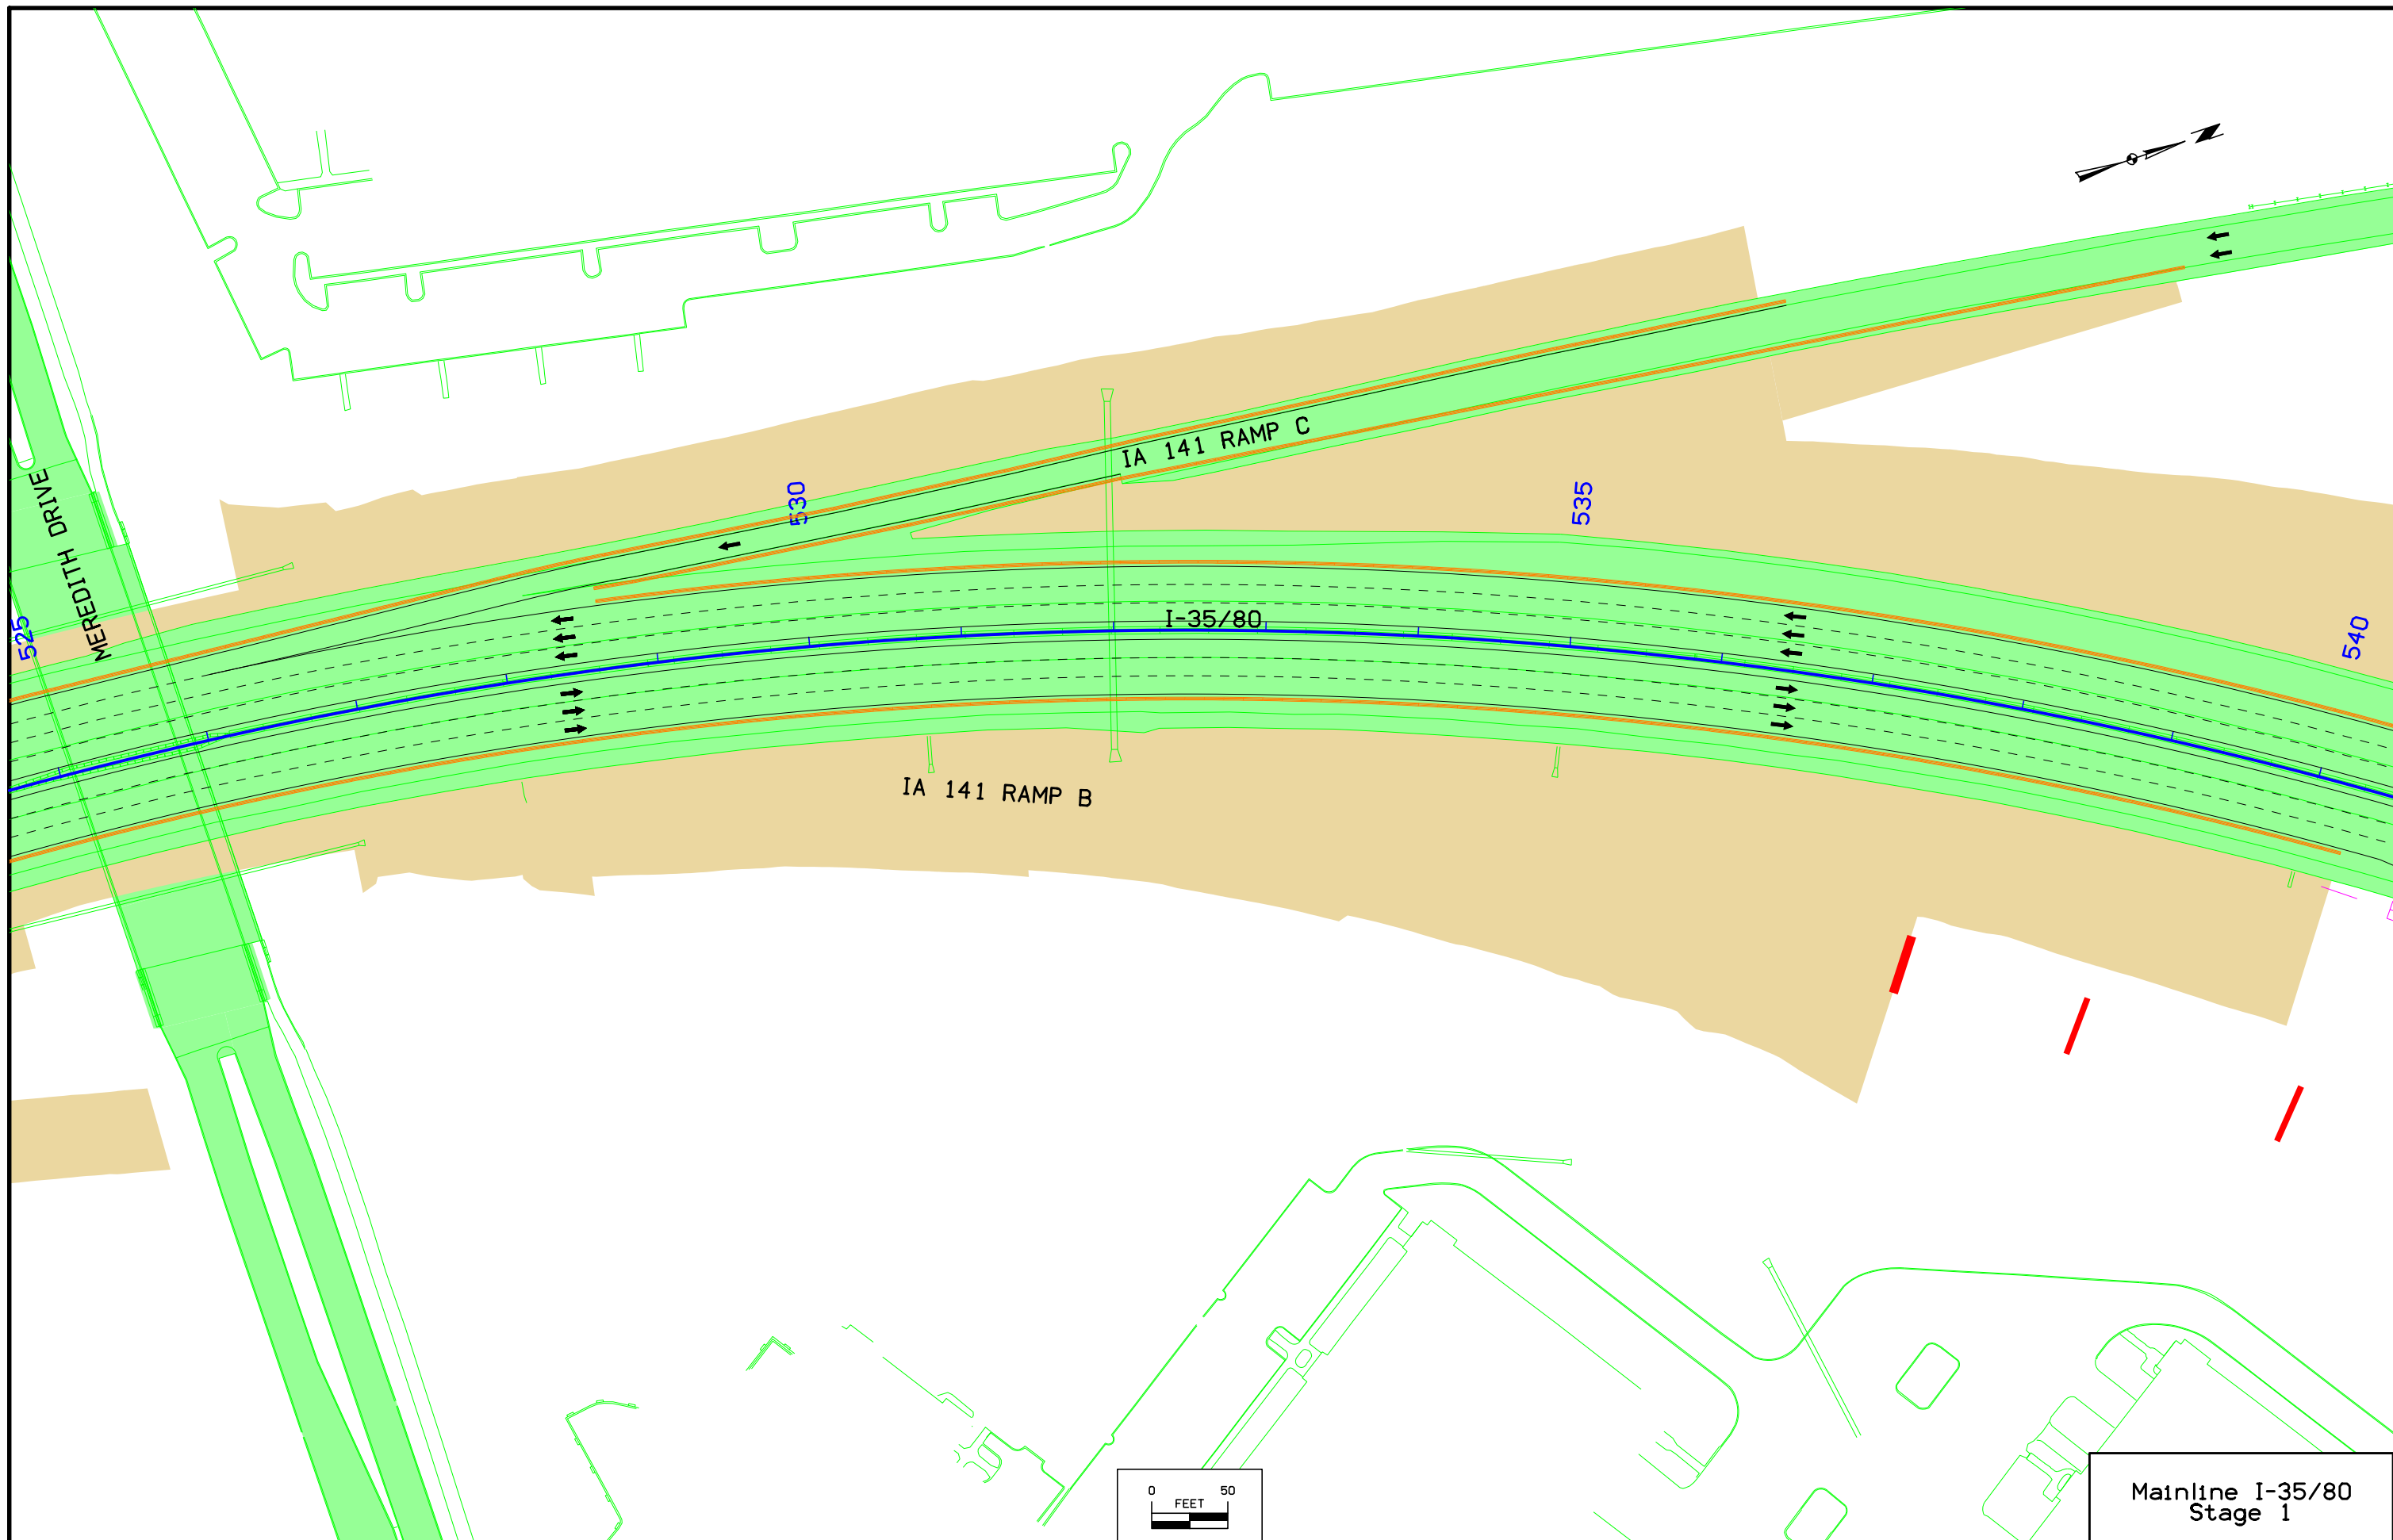 MEREDITH DRIVE
IA 141 RAMP C
525
530
535
540
I-35/80
IA 141 RAMP B
0 50
FEET
Mainline I-35/80
Stage 1